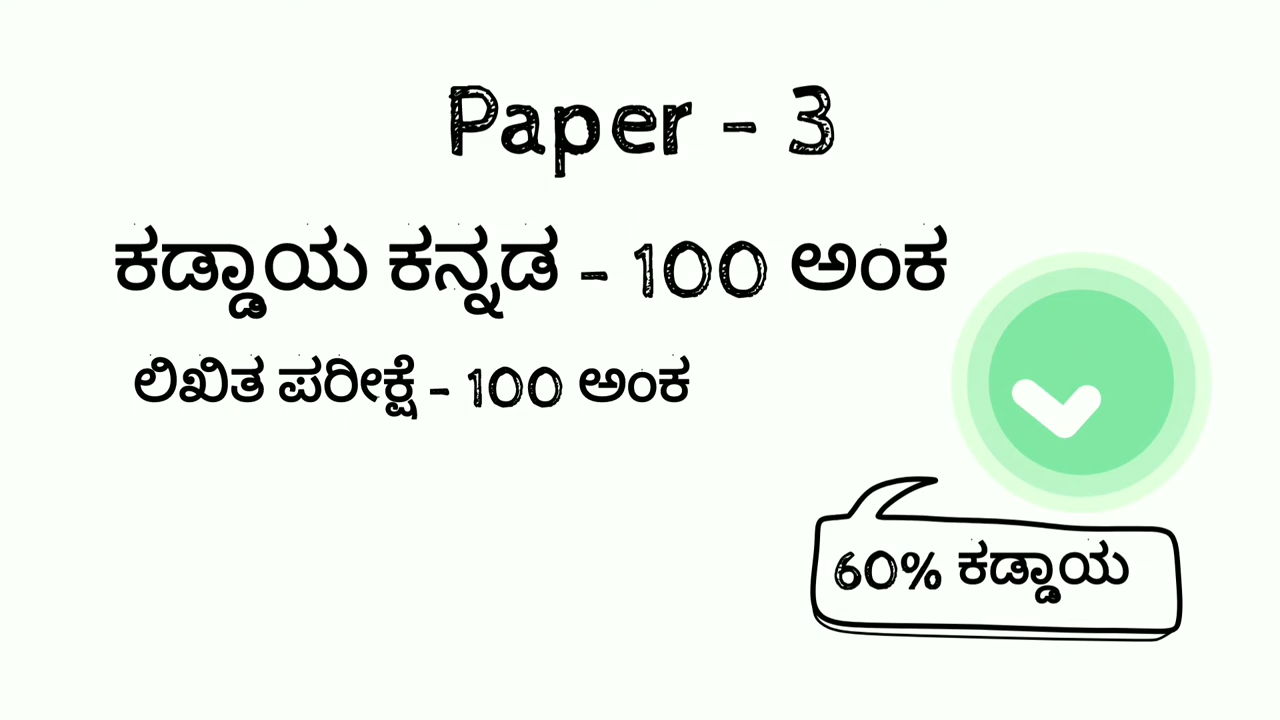 Paper - 3
ಕಡ್ಡಾಯ ಕನ್ನಡ - 100 ಅಂಕ
ಲಿಖಿತ ಪರೀಕ್ಷೆ - 100 ಅಂಕ
60% ಕಡ್ಡಾಯ